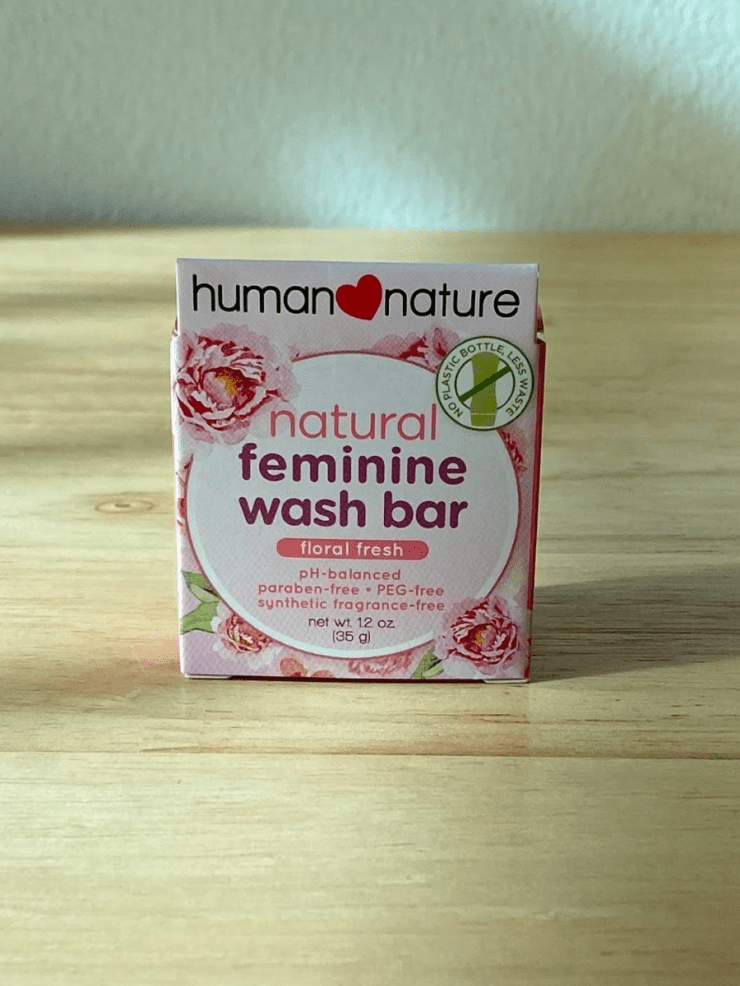 human nature
NO PLASTIC BOTTLE, LESS WASTE
natural
feminine
wash bar
floral fresh
pH-balanced
paraben-free • PEG-free
synthetic fragrance-free
net wt. 1.2 oz.
(35 g)